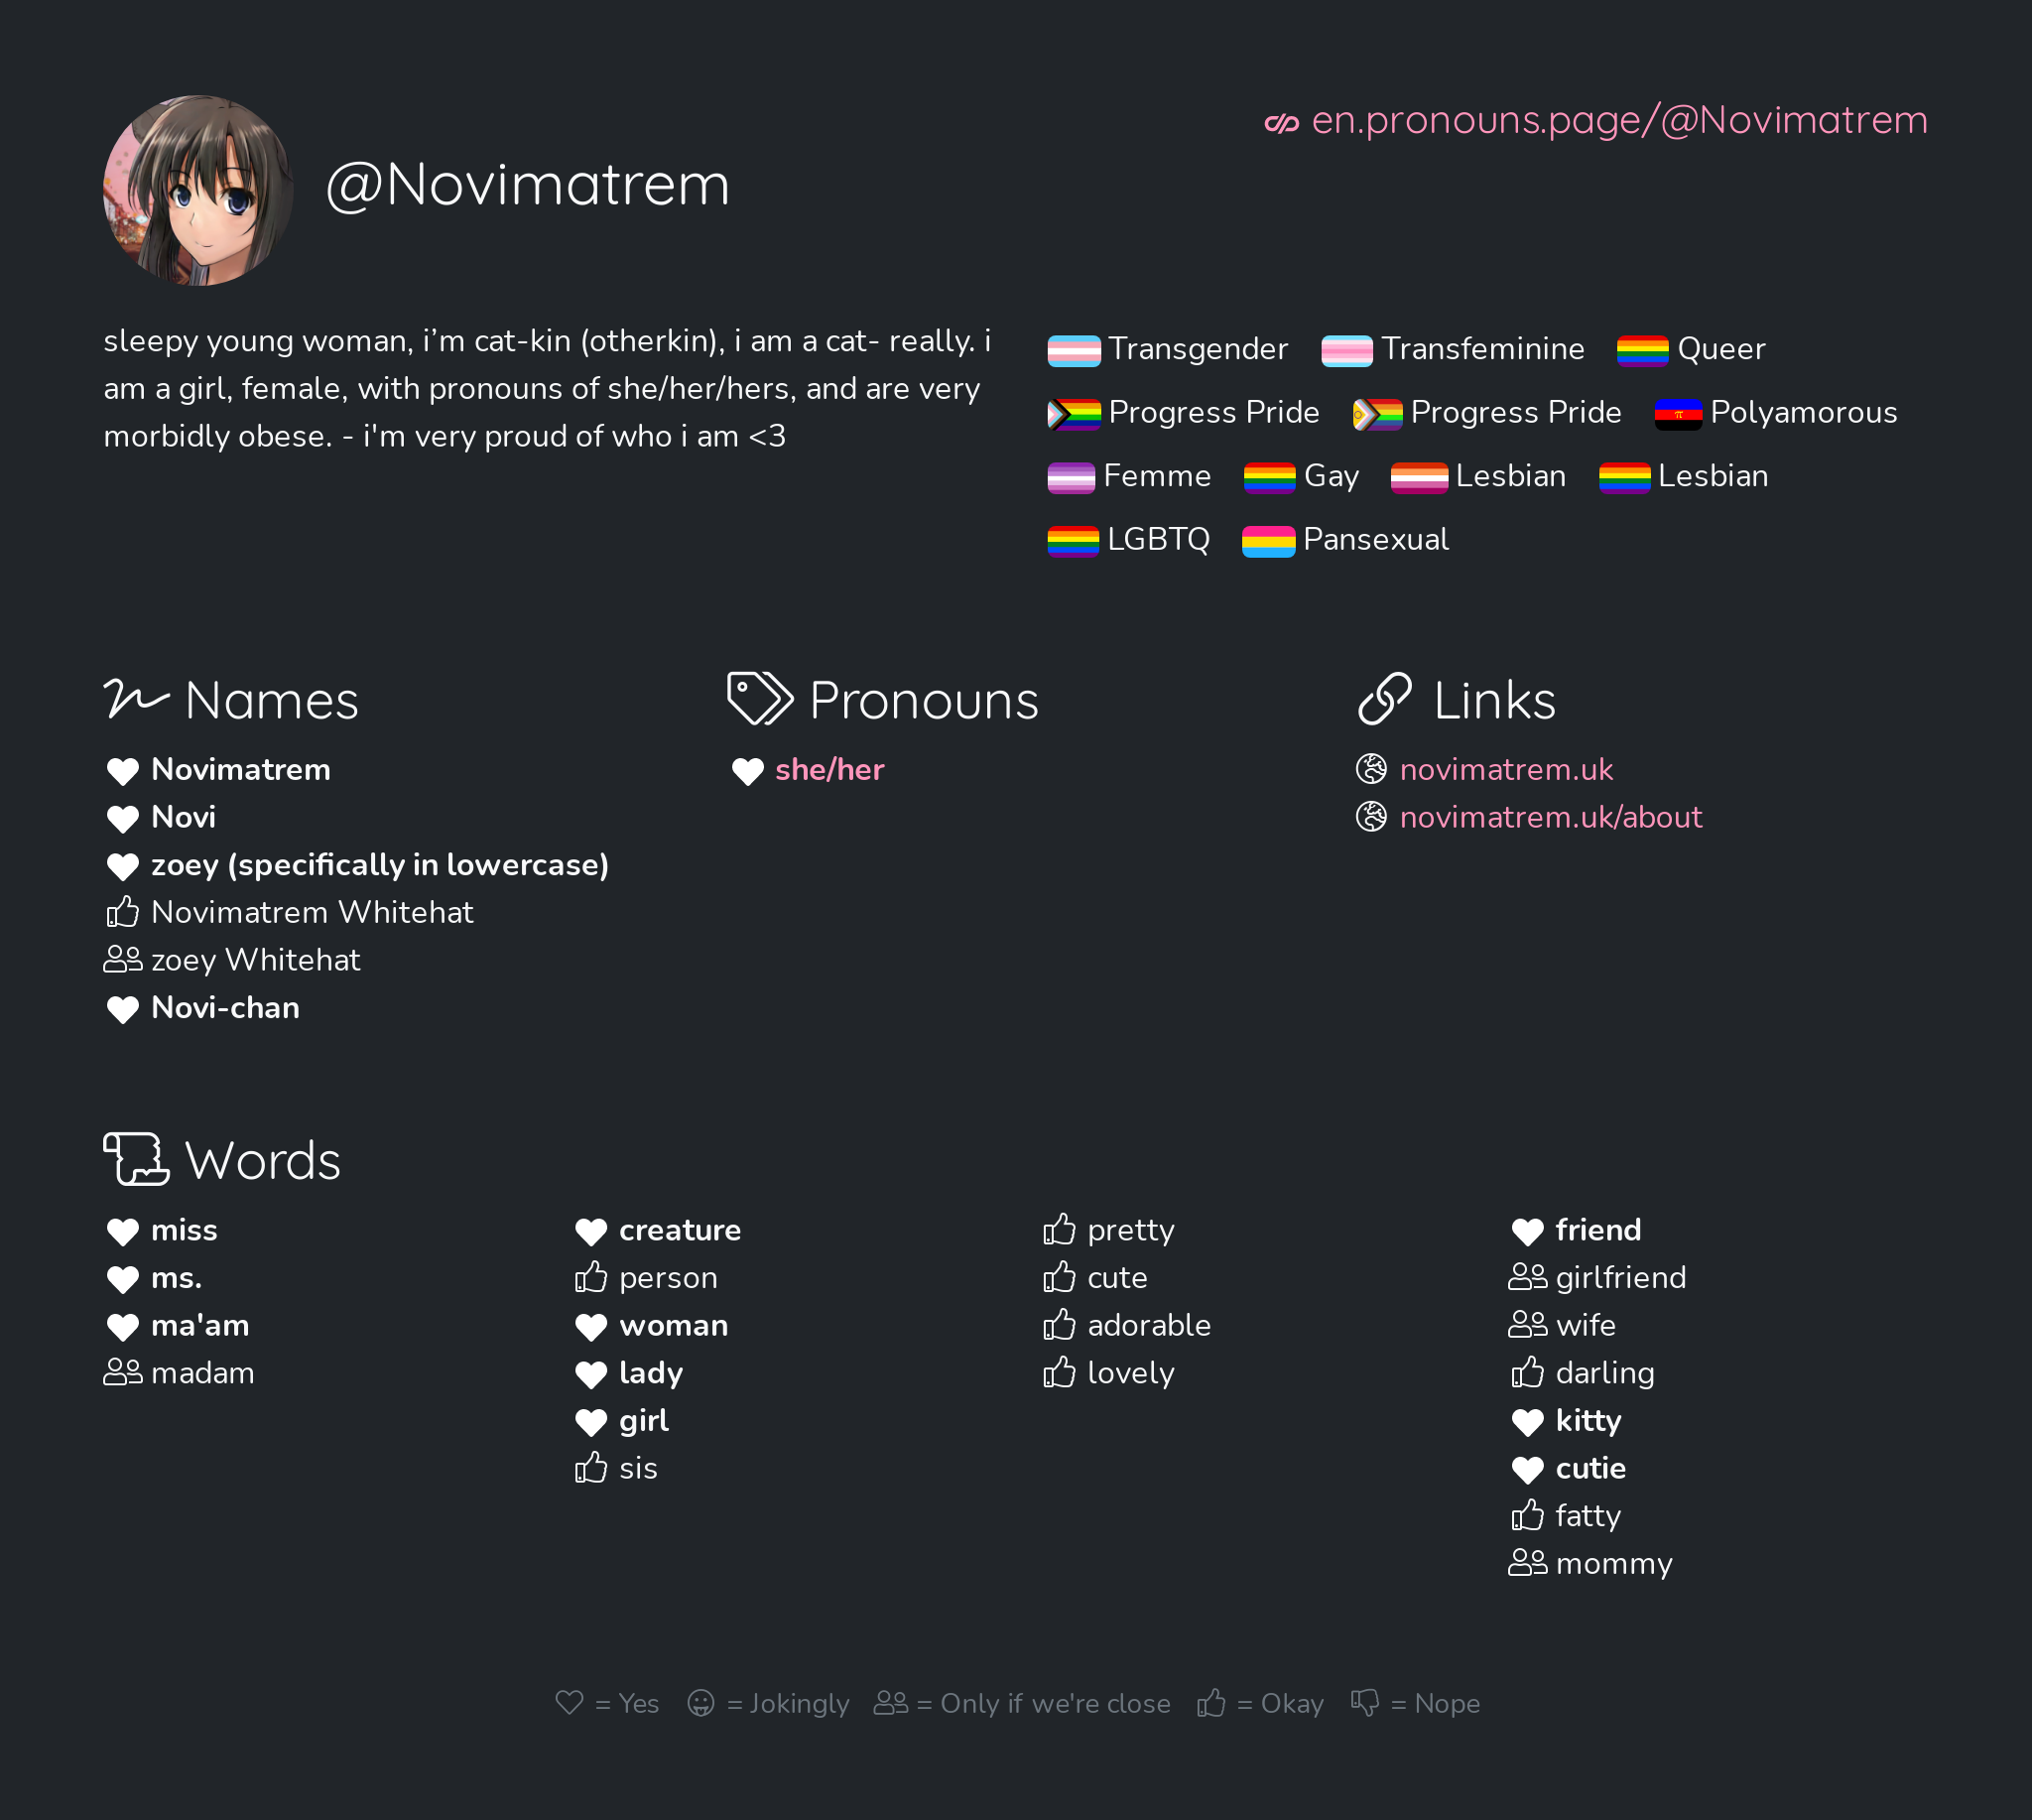 en.pronouns.page/@Novimatrem
@Novimatrem
sleepy young woman, i’m cat-kin (otherkin), i am a cat- really. i
am a girl, female, with pronouns of she/her/hers, and are very
morbidly obese. - i'm very proud of who i am <3
Transgender Transfeminine Queer
Progress Pride Progress Pride Polyamorous
Femme Gay Lesbian Lesbian
LGBTQ Pansexual
Names
Novimatrem
Novi
zoey (specifically in lowercase)
Novimatrem Whitehat
zoey Whitehat
Novi-chan
Pronouns
she/her
Links
novimatrem.uk
novimatrem.uk/about
Words
miss
ms.
ma'am
madam
creature
person
woman
lady
girl
sis
pretty
cute
adorable
lovely
friend
girlfriend
wife
darling
kitty
cutie
fatty
mommy
= Yes = Jokingly = Only if we're close = Okay = Nope